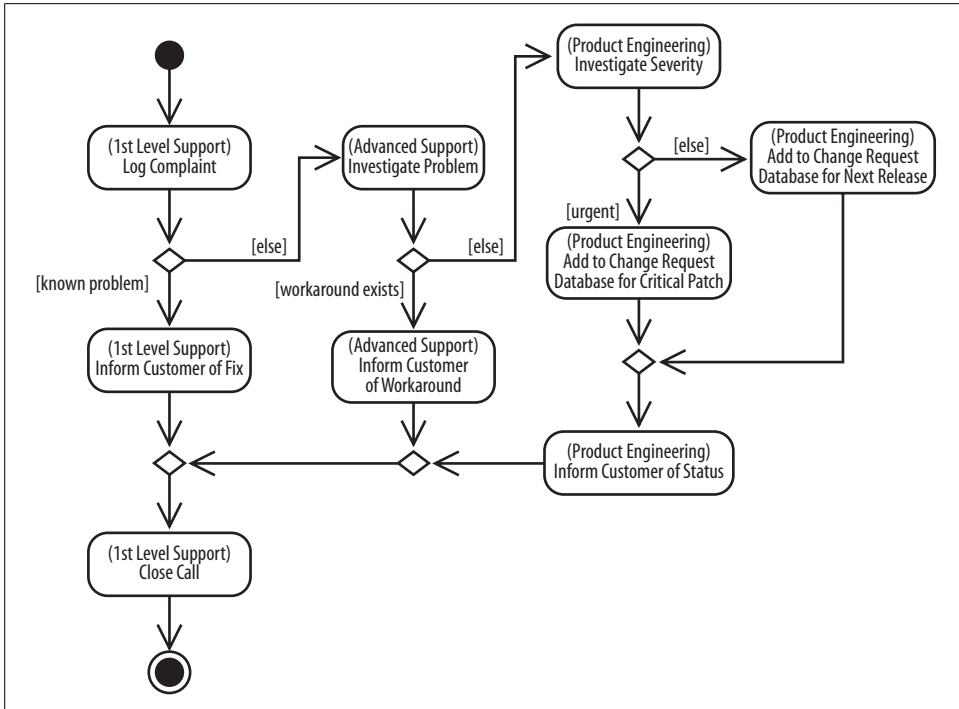 (Product Engineering)
Investigate Severity
(1st Level Support)
Log Complaint
(Advanced Support)
Investigate Problem
[else]
(Product Engineering)
Add to Change Request
Database for Next Release
[else]
[else]
[urgent]
(Product Engineering)
Add to Change Request
Database for Critical Patch
[known problem]
[workaround exists]
(1st Level Support)
Inform Customer of Fix
(Advanced Support)
Inform Customer
of Workaround
(Product Engineering)
Inform Customer of Status
(1st Level Support)
Close Call